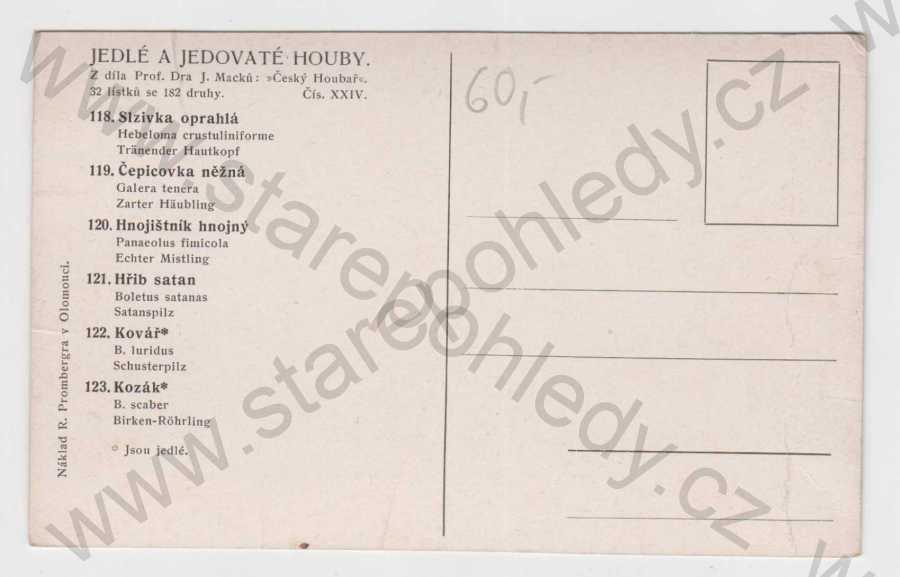 JEDLÉ A JEDOVATÉ HOUBY.
Z díla Prof. Dra J. Macků: »Český Houbař«.
32 lístků se 182 druhy. Čís. XXIV.
118. Slzivka oprahlá
Hebeloma crustuliniforme
Tränender Hautkopf
119. Čepicovka něžná
Galera tenera
Zarter Häubling
120. Hnojištník hnojný
Panaeolus fimicola
Echter Mistling
121. Hřib satan
Boletus satanas
Satanspilz
122. Kovář*
B. luridus
Schusterpilz
123. Kozák*
B. scaber
Birken-Röhrling
* Jsou jedlé.
Náklad R. Prombergra v Olomouci.
60,-
www.starepohledy.cz
www.starepohledy.cz